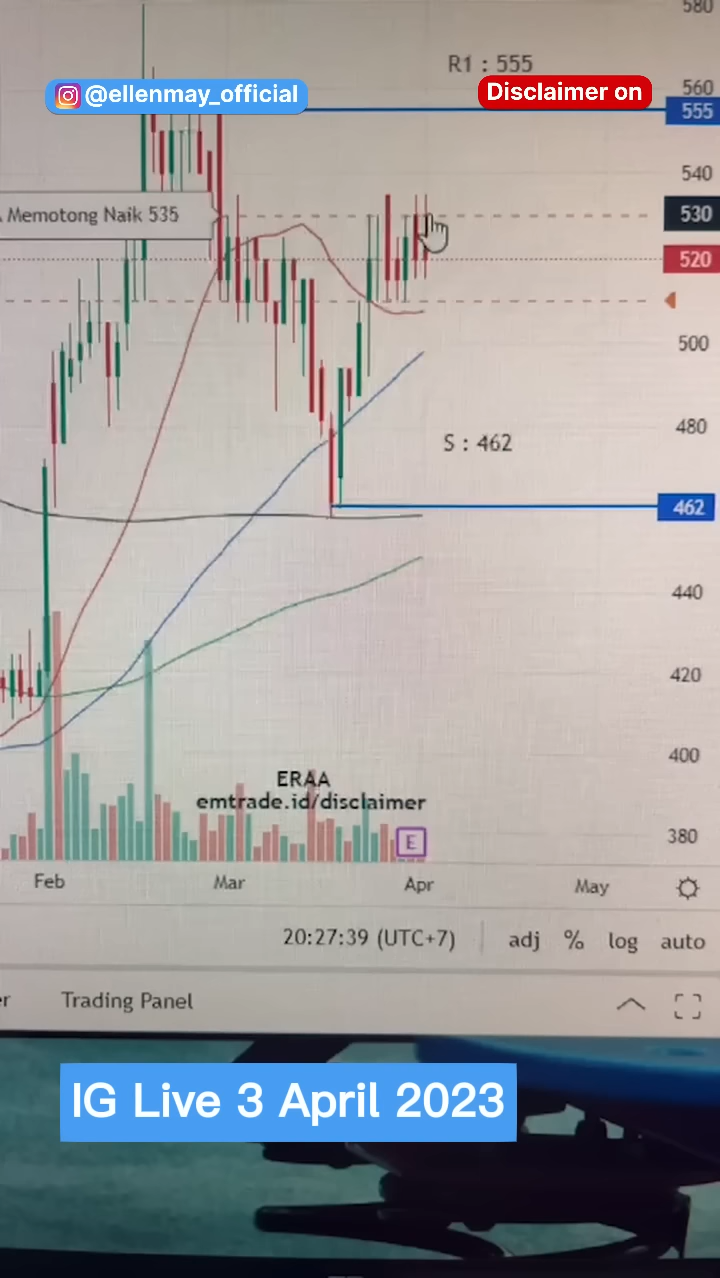 580
R1 : 555
@ellenmay_official
Disclaimer on
560
555
540
Memotong Naik 535
530
520
500
480
S : 462
462
440
420
400
ERAA
emtrade.id/disclaimer
380
E
Feb
Mar
Apr
May
20:27:39 (UTC+7)
adj
%
log
auto
Trading Panel
IG Live 3 April 2023